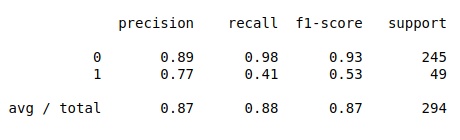 precision recall f1-score support
0 0.89 0.98 0.93 245
1 0.77 0.41 0.53 49
avg / total 0.87 0.88 0.87 294